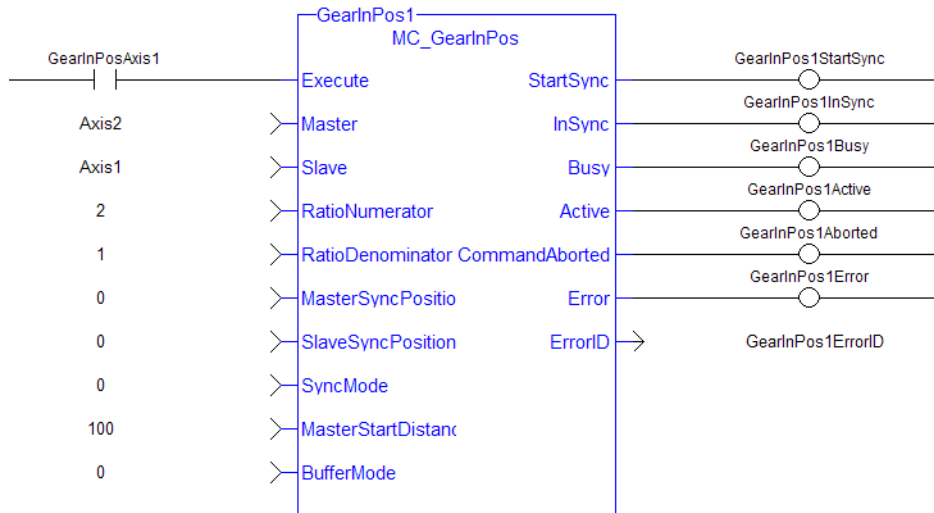 GearInPos1
MC_GearInPos
GearInPosAxis1
Execute
StartSync
GearInPos1StartSync
Axis2
Master
InSync
GearInPos1InSync
Axis1
Slave
Busy
GearInPos1Busy
2
RatioNumerator
Active
GearInPos1Active
1
RatioDenominator CommandAborted
GearInPos1Aborted
0
MasterSyncPositio
Error
GearInPos1Error
0
SlaveSyncPosition
ErrorID
GearInPos1ErrorID
0
SyncMode
100
MasterStartDistanc
0
BufferMode